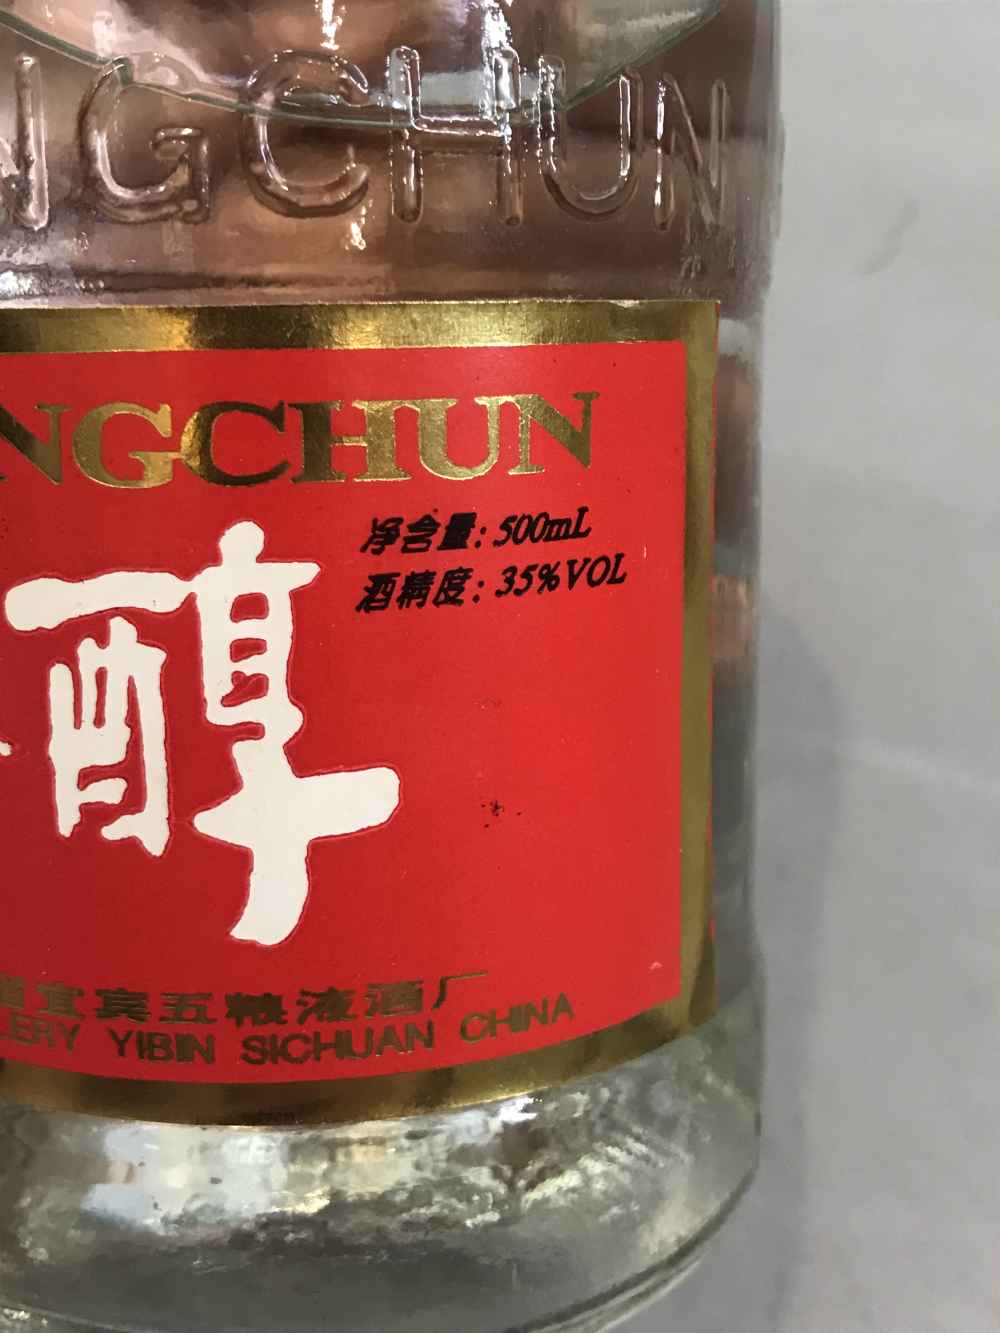 NGCHUN
NGCHUN
净含量: 500mL
酒精度: 35%VOL
醇
宜宾五粮液酒厂
LERY YIBIN SICHUAN CHINA